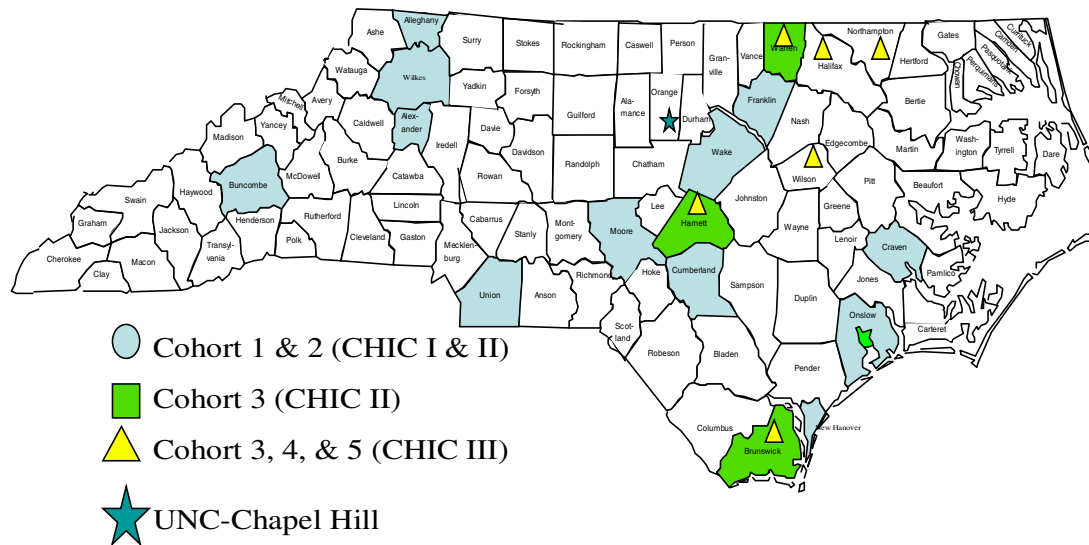 Ashe
Alleghany
Surry
Stokes
Rockingham
Caswell
Person
Gran-
ville
Vance
Warren
Halifax
Northampton
Hertford
Gates
Currituck
Camden
Pasquotank
Perquimans
Chowan
Watauga
Wilkes
Yadkin
Forsyth
Guilford
Ala-
mance
Orange
Durham
Franklin
Nash
Bertie
Mitchell
Avery
Caldwell
Alex-
ander
Iredell
Davie
Davidson
Randolph
Chatham
Wake
Edgecombe
Martin
Wash-
ington
Tyrrell
Dare
Madison
Yancey
Burke
Catawba
Rowan
Wilson
Pitt
Beaufort
Hyde
Swain
Haywood
Buncombe
McDowell
Lincoln
Cabarrus
Stanly
Mont-
gomery
Moore
Lee
Harnett
Johnston
Wayne
Greene
Lenoir
Craven
Pamlico
Graham
Jackson
Henderson
Rutherford
Cleveland
Gaston
Mecklen-
burg
Cherokee
Clay
Macon
Transyl-
vania
Polk
Union
Anson
Richmond
Hoke
Cumberland
Sampson
Duplin
Jones
Onslow
Carteret
Scot-
land
Robeson
Bladen
Pender
Columbus
Brunswick
New Hanover
Cohort 1 & 2 (CHIC I & II)
Cohort 3 (CHIC II)
Cohort 3, 4, & 5 (CHIC III)
UNC-Chapel Hill